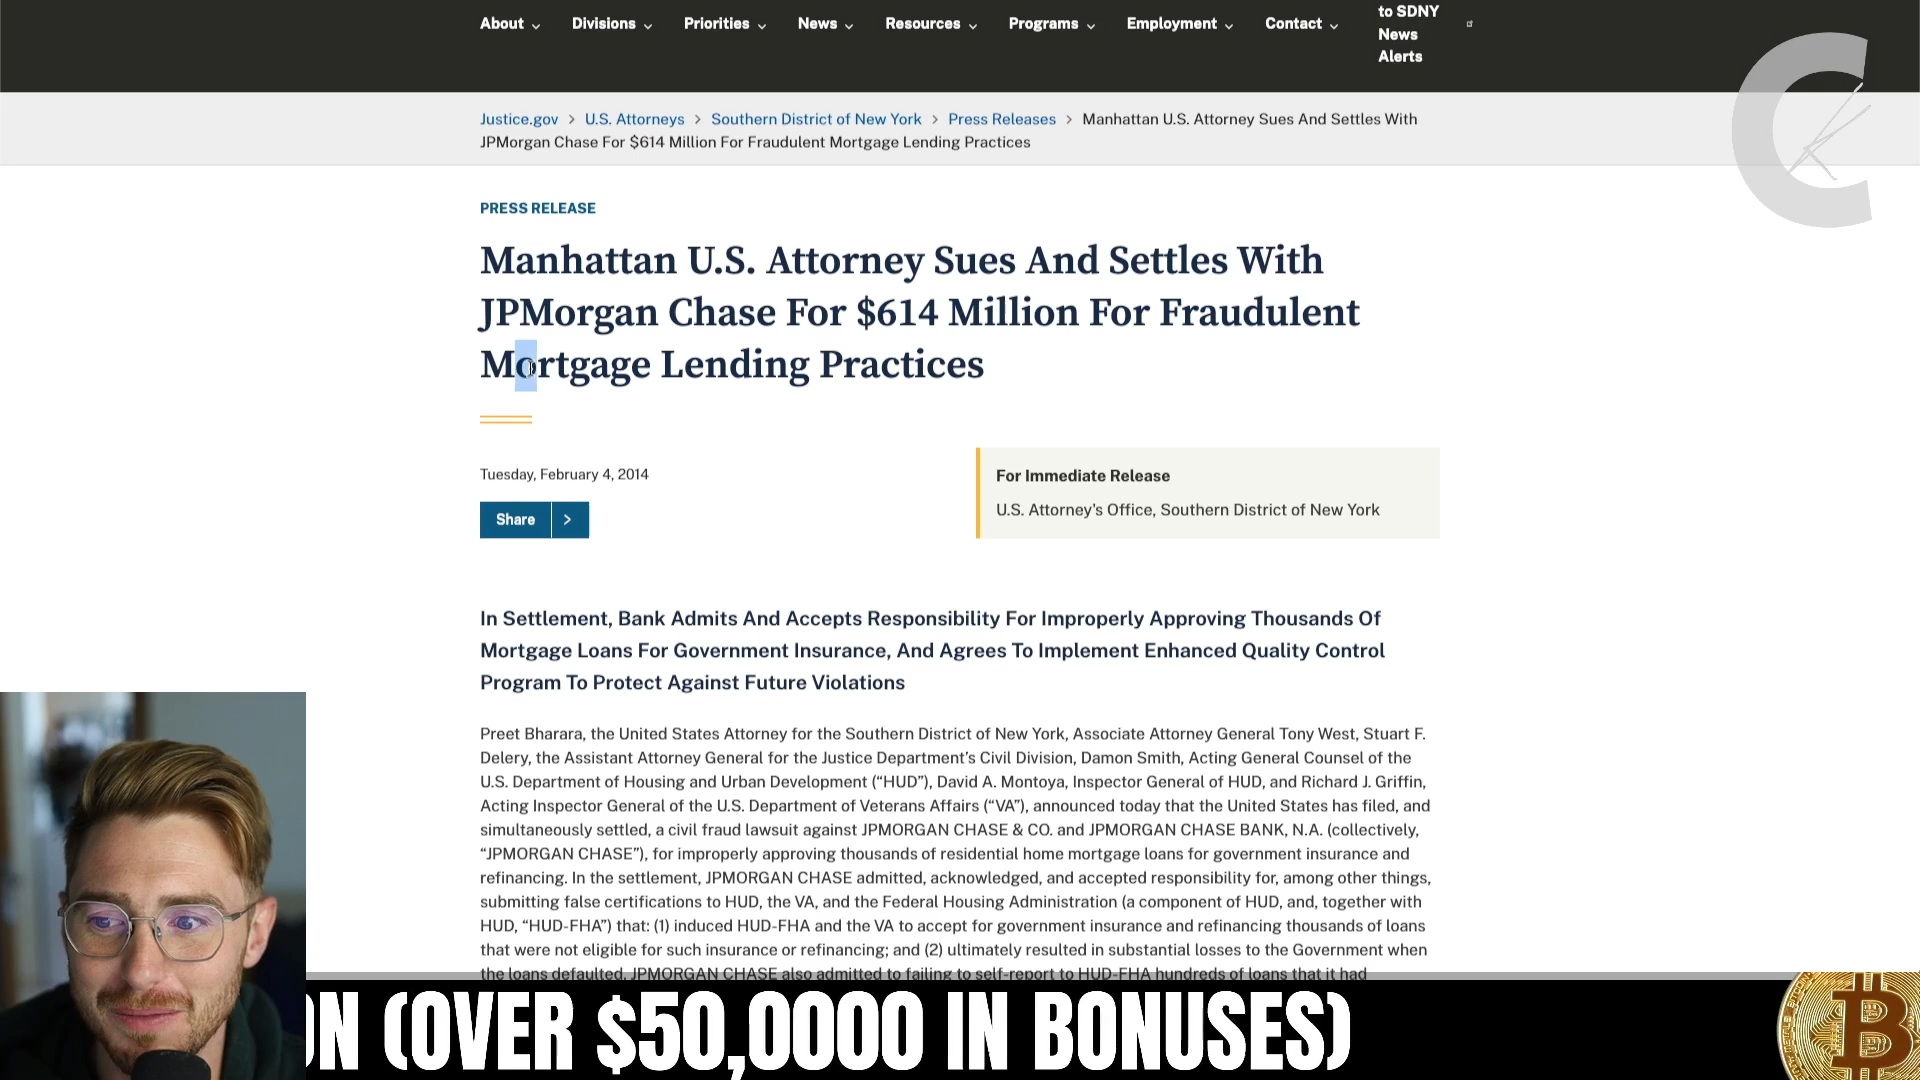 About Divisions Priorities News Resources Programs Employment Contact
to SDNY
News
Alerts
Justice.gov > U.S. Attorneys > Southern District of New York > Press Releases > Manhattan U.S. Attorney Sues And Settles With
JPMorgan Chase For $614 Million For Fraudulent Mortgage Lending Practices
PRESS RELEASE
Manhattan U.S. Attorney Sues And Settles With
JPMorgan Chase For $614 Million For Fraudulent
Mortgage Lending Practices
Tuesday, February 4, 2014
Share >
For Immediate Release
U.S. Attorney's Office, Southern District of New York
In Settlement, Bank Admits And Accepts Responsibility For Improperly Approving Thousands Of
Mortgage Loans For Government Insurance, And Agrees To Implement Enhanced Quality Control
Program To Protect Against Future Violations
Preet Bharara, the United States Attorney for the Southern District of New York, Associate Attorney General Tony West, Stuart F.
Delery, the Assistant Attorney General for the Justice Department’s Civil Division, Damon Smith, Acting General Counsel of the
U.S. Department of Housing and Urban Development (“HUD”), David A. Montoya, Inspector General of HUD, and Richard J. Griffin,
Acting Inspector General of the U.S. Department of Veterans Affairs (“VA”), announced today that the United States has filed, and
simultaneously settled, a civil fraud lawsuit against JPMORGAN CHASE & CO. and JPMORGAN CHASE BANK, N.A. (collectively,
“JPMORGAN CHASE”), for improperly approving thousands of residential home mortgage loans for government insurance and
refinancing. In the settlement, JPMORGAN CHASE admitted, acknowledged, and accepted responsibility for, among other things,
submitting false certifications to HUD, the VA, and the Federal Housing Administration (a component of HUD, and, together with
HUD, “HUD-FHA”) that: (1) induced HUD-FHA and the VA to accept for government insurance and refinancing thousands of loans
that were not eligible for such insurance or refinancing; and (2) ultimately resulted in substantial losses to the Government when
the loans defaulted. JPMORGAN CHASE also admitted to failing to self-report to HUD-FHA hundreds of loans that it had
ON (OVER $50,0000 IN BONUSES)